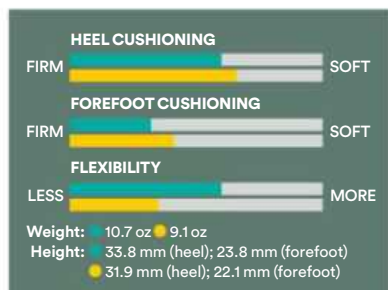 HEEL CUSHIONING
FIRM SOFT
FOREFOOT CUSHIONING
FIRM SOFT
FLEXIBILITY
LESS MORE
Weight: 10.7 oz 9.1 oz
Height: 33.8 mm (heel); 23.8 mm (forefoot)
31.9 mm (heel); 22.1 mm (forefoot)